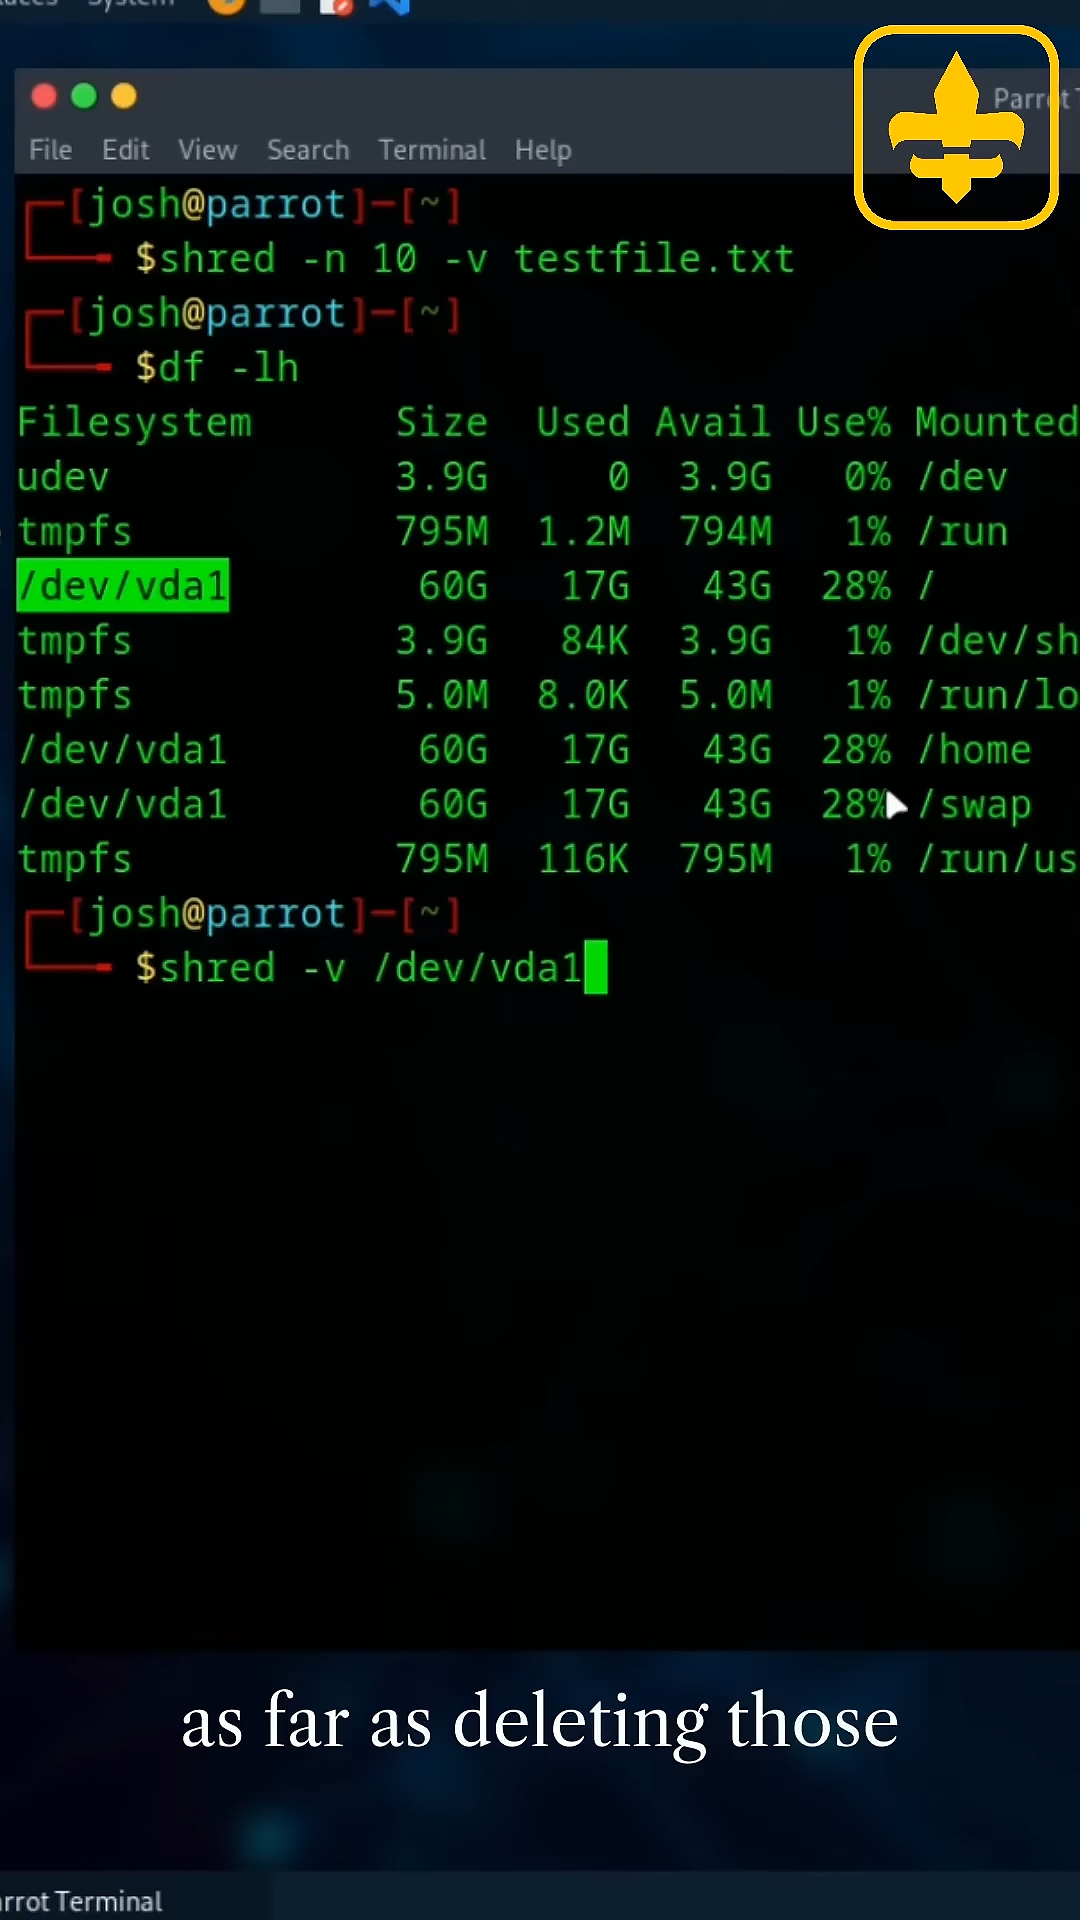 System
Parrot
File Edit View Search Terminal Help
[josh@parrot]-[~]
$shred -n 10 -v testfile.txt
[josh@parrot]-[~]
$df -lh
Filesystem Size Used Avail Use% Mounted
udev 3.9G 0 3.9G 0% /dev
tmpfs 795M 1.2M 794M 1% /run
/dev/vda1 60G 17G 43G 28% /
tmpfs 3.9G 84K 3.9G 1% /dev/sh
tmpfs 5.0M 8.0K 5.0M 1% /run/lo
/dev/vda1 60G 17G 43G 28% /home
/dev/vda1 60G 17G 43G 28% /swap
tmpfs 795M 116K 795M 1% /run/us
[josh@parrot]-[~]
$shred -v /dev/vda1
as far as deleting those
rrot Terminal